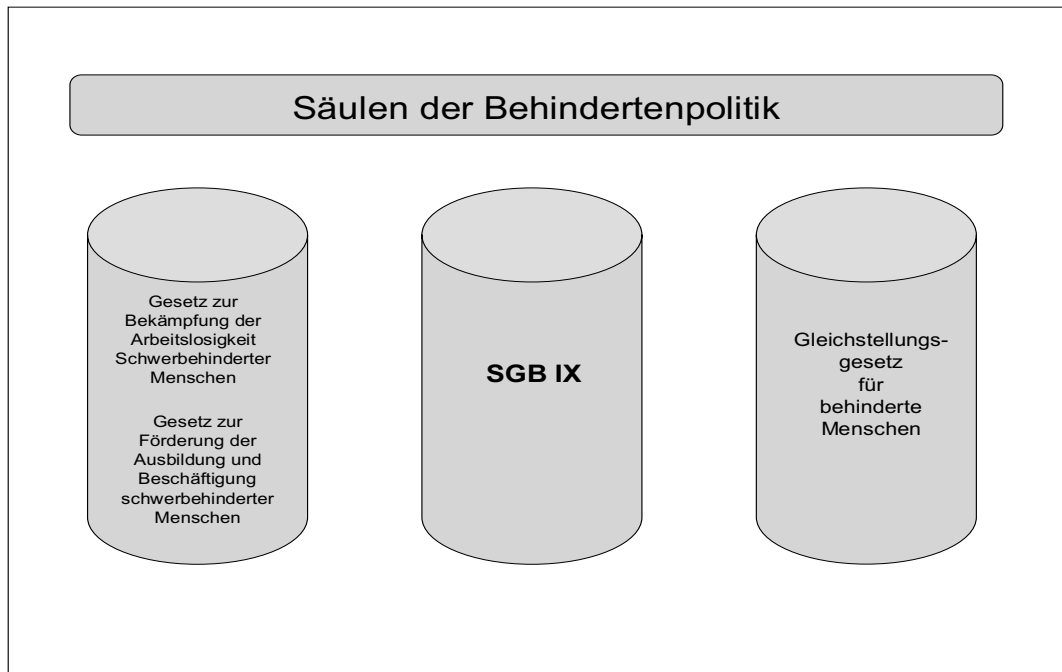 Säulen der Behindertenpolitik
Gesetz zur
Bekämpfung der
Arbeitslosigkeit
Schwerbehinderter
Menschen
Gesetz zur
Förderung der
Ausbildung und
Beschäftigung
schwerbehinderter
Menschen
SGB IX
Gleichstellungs-
gesetz
für
behinderte
Menschen